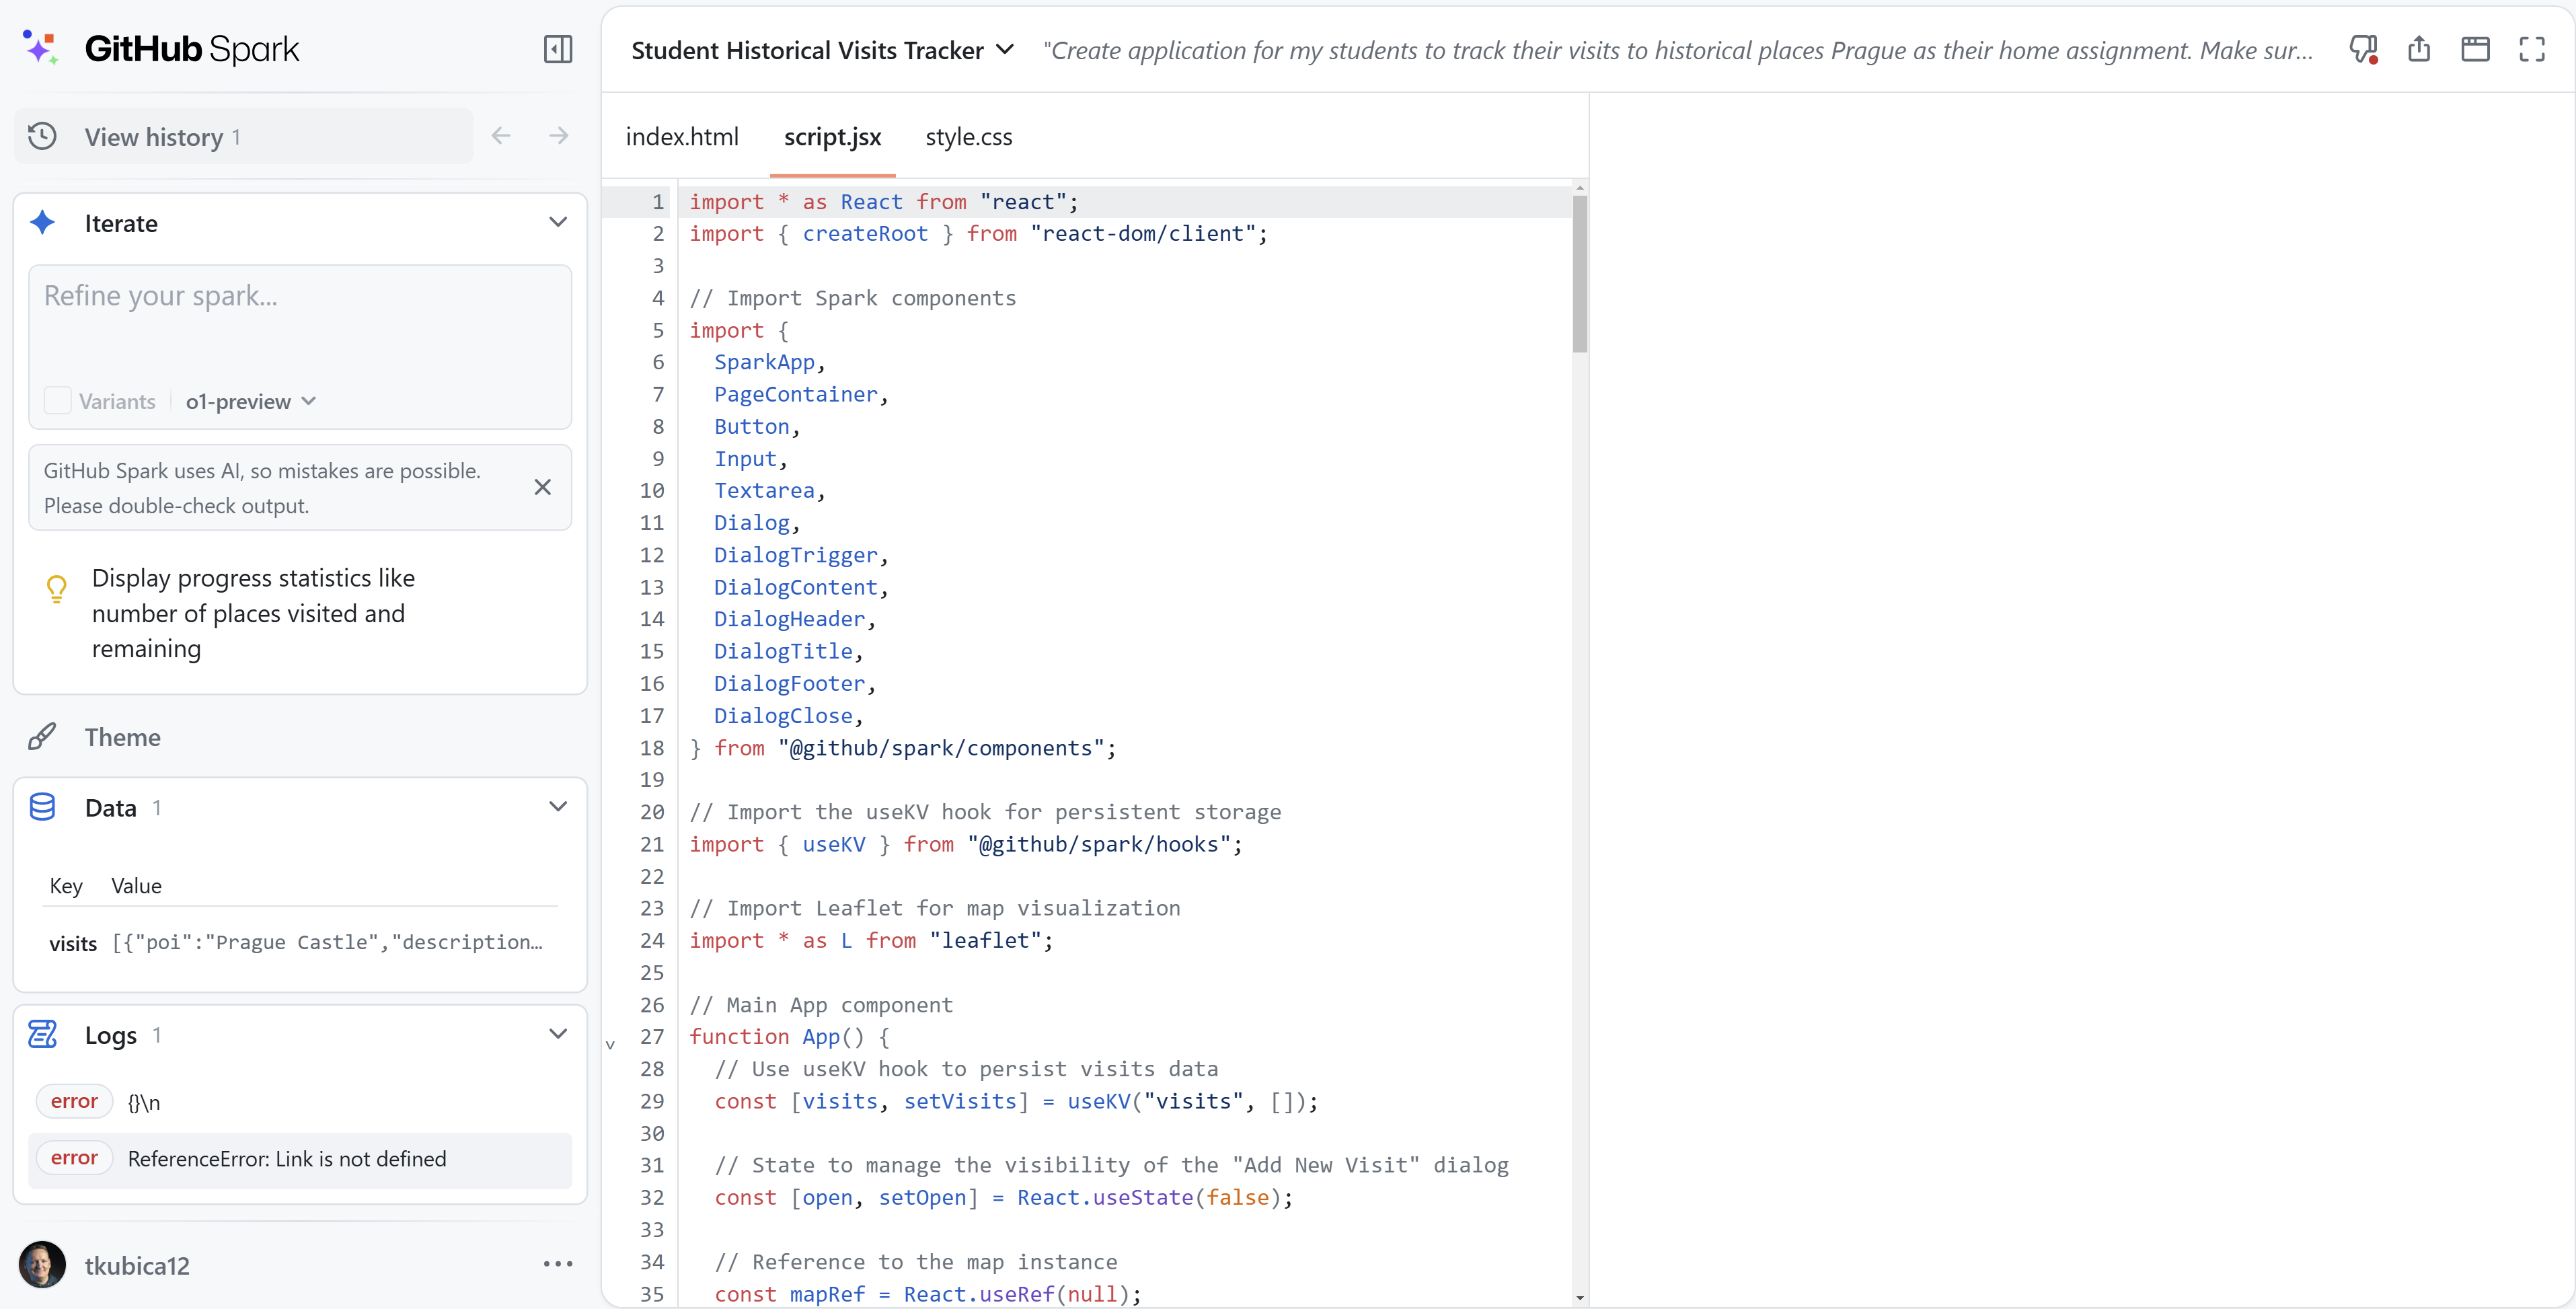 GitHub Spark
View history 1
Iterate
Refine your spark...
Variants
o1-preview
GitHub Spark uses AI, so mistakes are possible.
Please double-check output.
Display progress statistics like
number of places visited and
remaining
Theme
Data 1
Key Value
visits [{"poi":"Prague Castle","description...
Logs 1
error {}\n
error ReferenceError: Link is not defined
tkubica12
Student Historical Visits Tracker
"Create application for my students to track their visits to historical places Prague as their home assignment. Make sur...
index.html script.jsx style.css
1 import * as React from "react";
2 import { createRoot } from "react-dom/client";
3
4 // Import Spark components
5 import {
6 SparkApp,
7 PageContainer,
8 Button,
9 Input,
10 Textarea,
11 Dialog,
12 DialogTrigger,
13 DialogContent,
14 DialogHeader,
15 DialogTitle,
16 DialogFooter,
17 DialogClose,
18 } from "@github/spark/components";
19
20 // Import the useKV hook for persistent storage
21 import { useKV } from "@github/spark/hooks";
22
23 // Import Leaflet for map visualization
24 import * as L from "leaflet";
25
26 // Main App component
27 function App() {
28 // Use useKV hook to persist visits data
29 const [visits, setVisits] = useKV("visits", []);
30
31 // State to manage the visibility of the "Add New Visit" dialog
32 const [open, setOpen] = React.useState(false);
33
34 // Reference to the map instance
35 const mapRef = React.useRef(null);